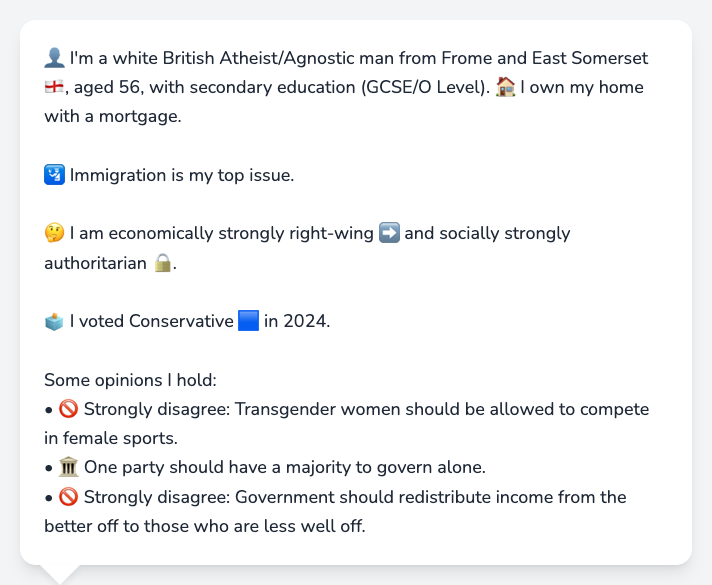 👤 I'm a white British Atheist/Agnostic man from Frome and East Somerset
🏴󠁧󠁢󠁥󠁮󠁧󠁿, aged 56, with secondary education (GCSE/O Level). 🏠 I own my home
with a mortgage.
🛂 Immigration is my top issue.
🤔 I am economically strongly right-wing ➡️ and socially strongly
authoritarian 🔒.
🗳️ I voted Conservative 🟦 in 2024.
Some opinions I hold:
• 🚫 Strongly disagree: Transgender women should be allowed to compete
in female sports.
• 🏛️ One party should have a majority to govern alone.
• 🚫 Strongly disagree: Government should redistribute income from the
better off to those who are less well off.